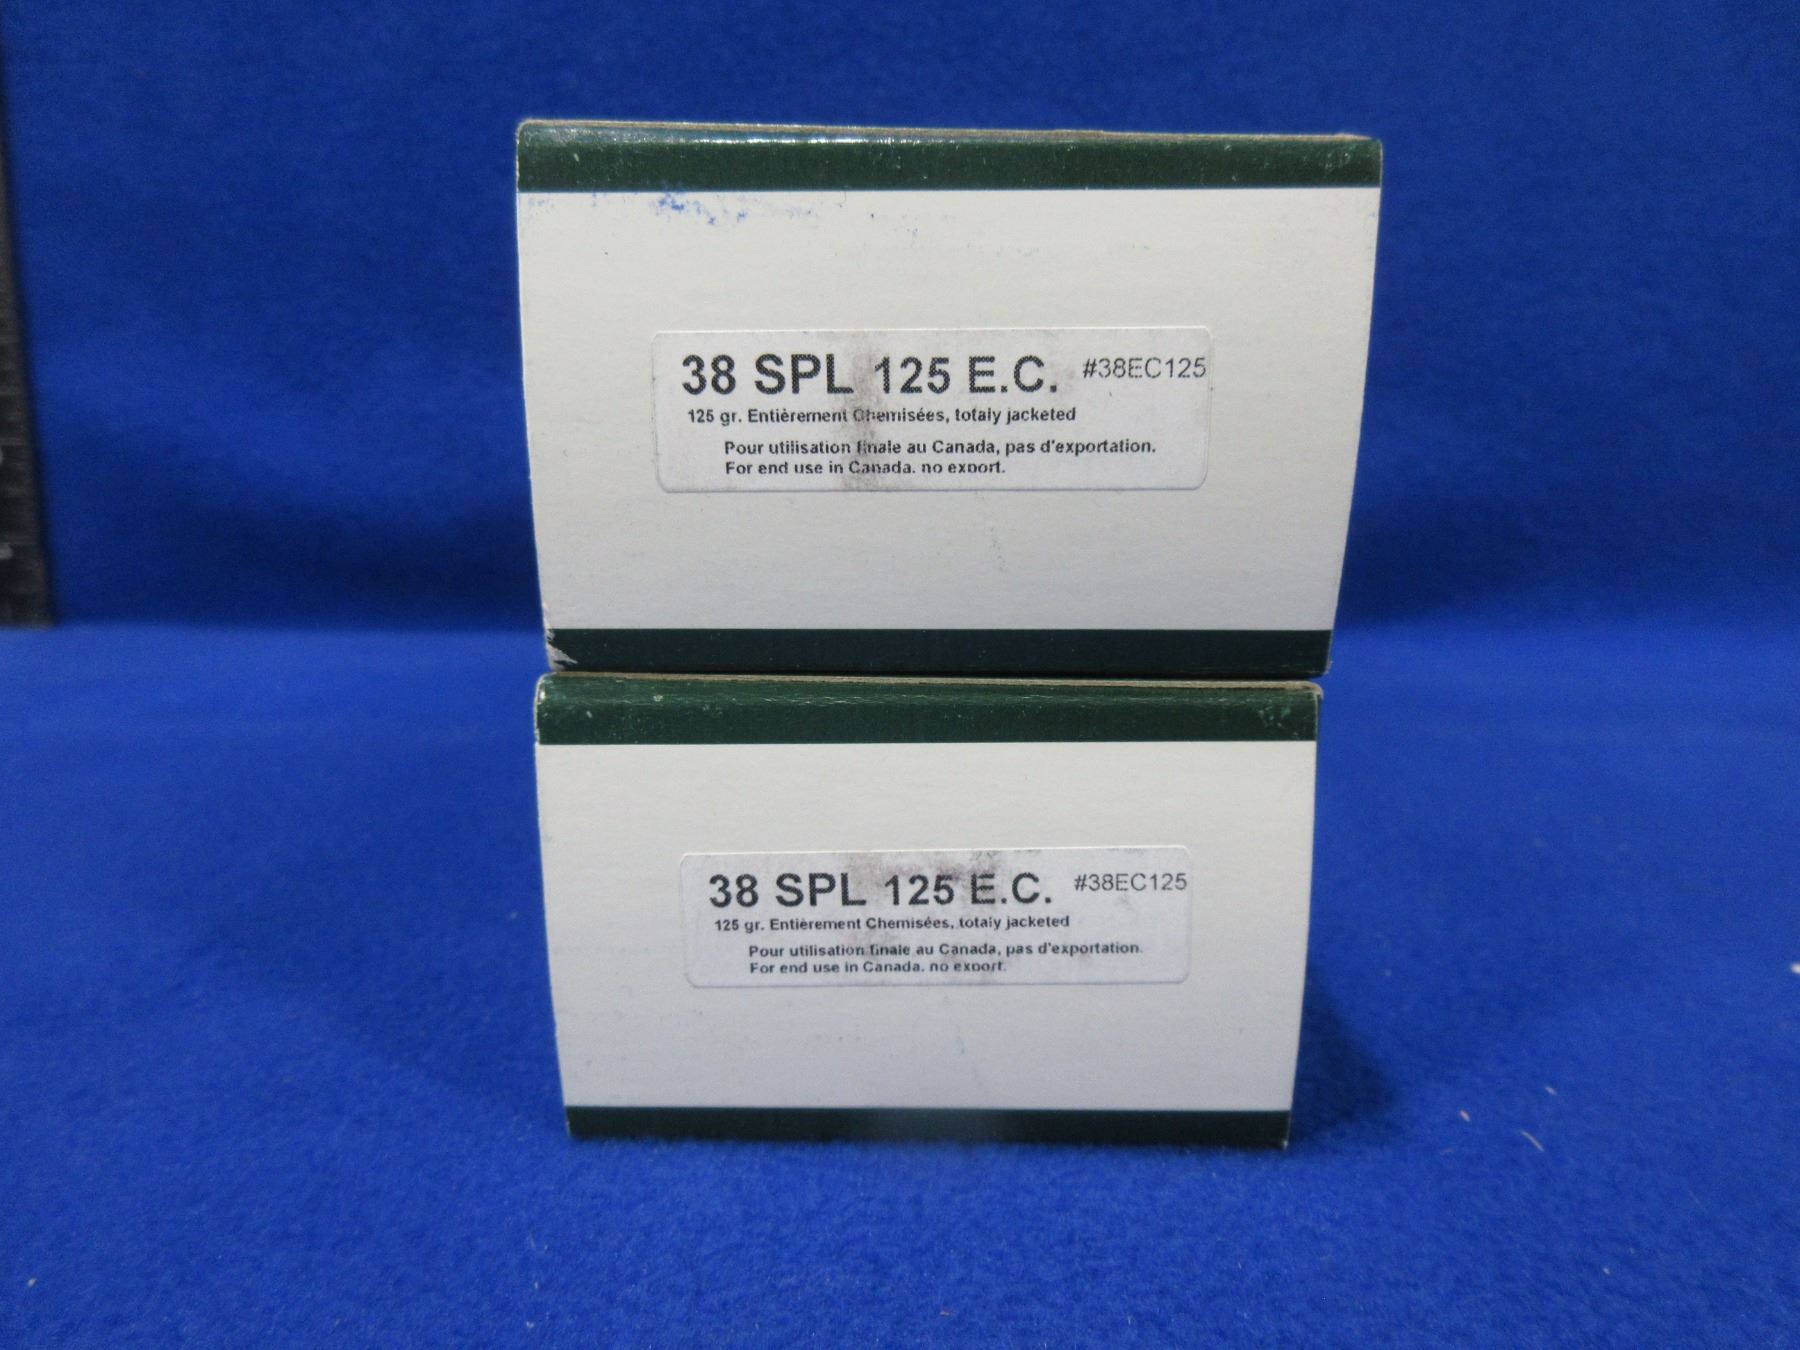 38 SPL 125 E.C. #38EC125
125 gr. Entièrement Chemisées, totaly jacketed
Pour utilisation finale au Canada, pas d'exportation.
For end use in Canada. no export.
38 SPL 125 E.C. #38EC125
125 gr. Entièrement Chemisées, totaly jacketed
Pour utilisation finale au Canada, pas d'exportation.
For end use in Canada. no export.